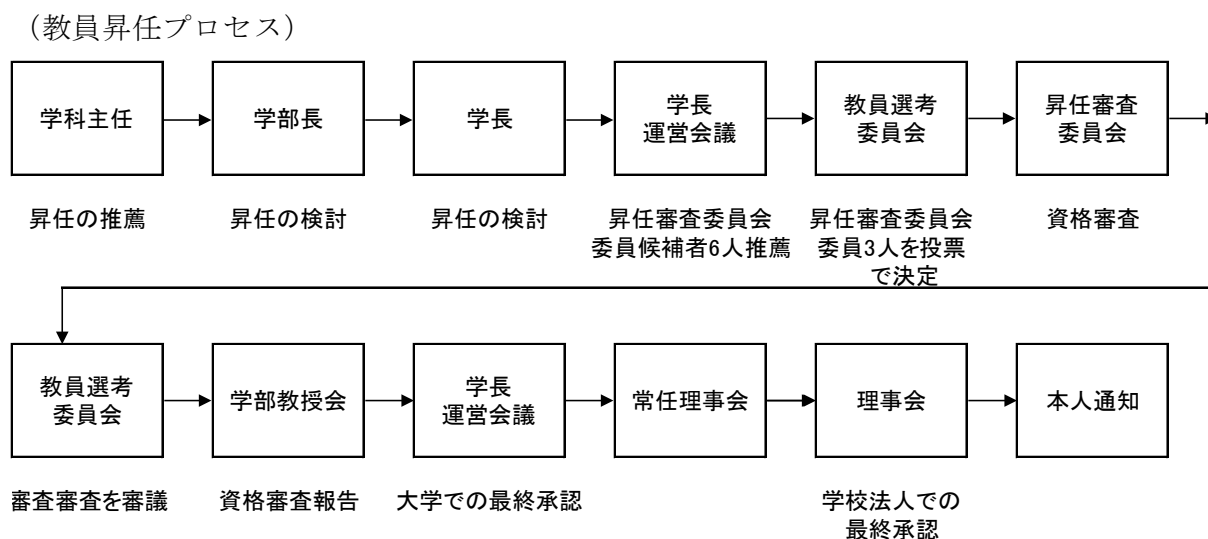 （教員昇任プロセス）
学科主任
学部長
学長
学長
運営会議
教員選考
委員会
昇任審査
委員会
昇任の推薦
昇任の検討
昇任の検討
昇任審査委員会
委員候補者6人推薦
昇任審査委員会
委員3人を投票
で決定
資格審査
教員選考
委員会
学部教授会
学長
運営会議
常任理事会
理事会
本人通知
審査審査を審議
資格審査報告
大学での最終承認
学校法人での
最終承認